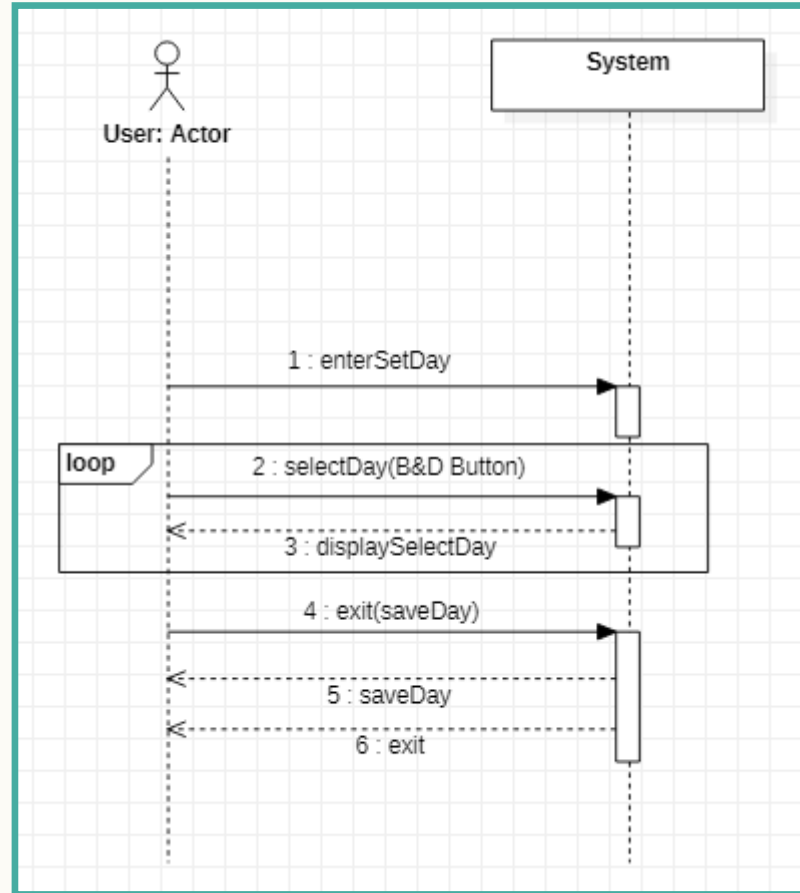 System
User: Actor
1 : enterSetDay
loop
2 : selectDay(B&D Button)
3 : displaySelectDay
4 : exit(saveDay)
5 : saveDay
6 : exit